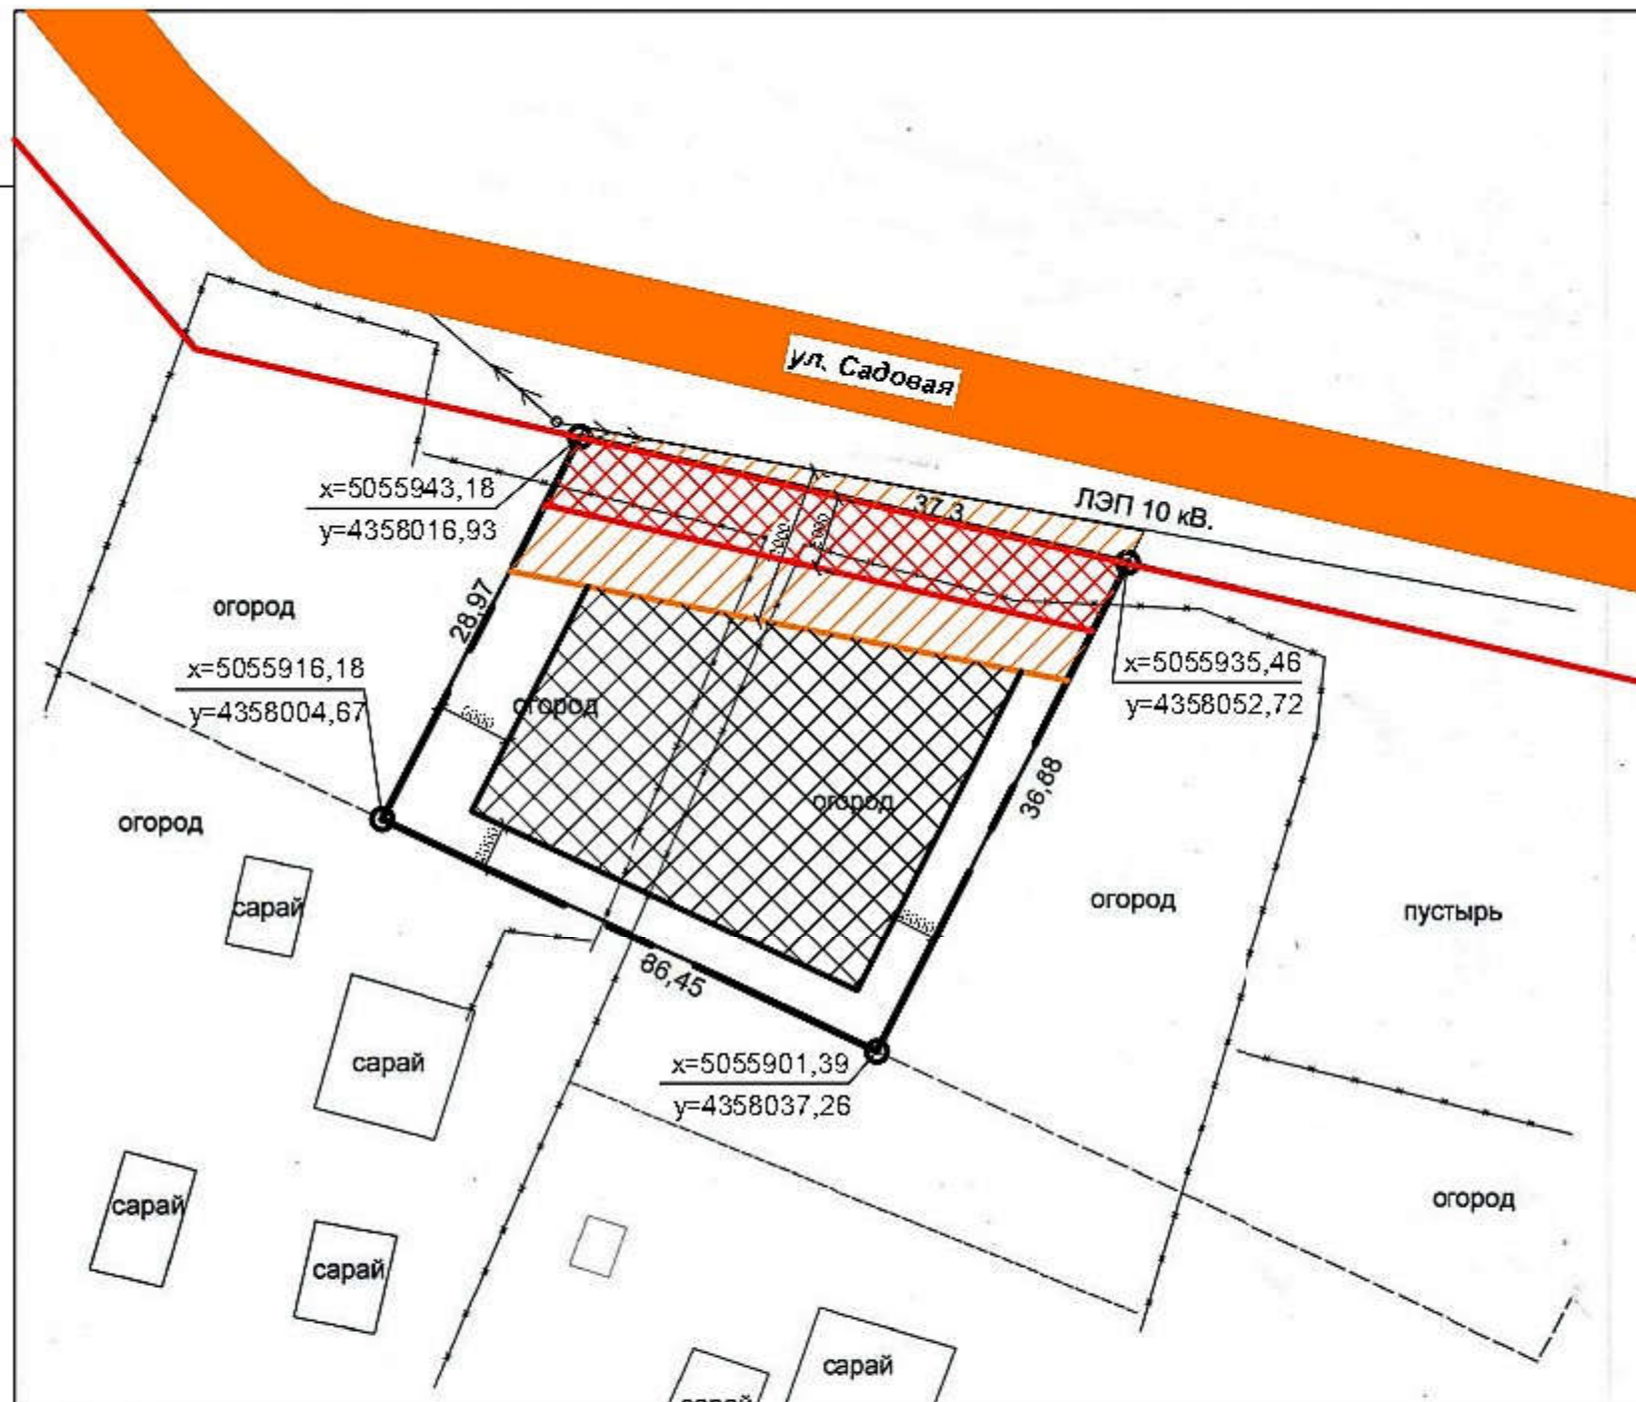 ул. Садовая
x=5055943,18
y=4358016,93
37,3
ЛЭП 10 кВ.
28,97
огород
x=5055916,18
y=4358004,67
x=5055935,46
y=4358052,72
огород
36,88
огород
огород
огород
пустырь
сарай
86,45
сарай
x=5055901,39
y=4358037,26
сарай
огород
сарай
сарай